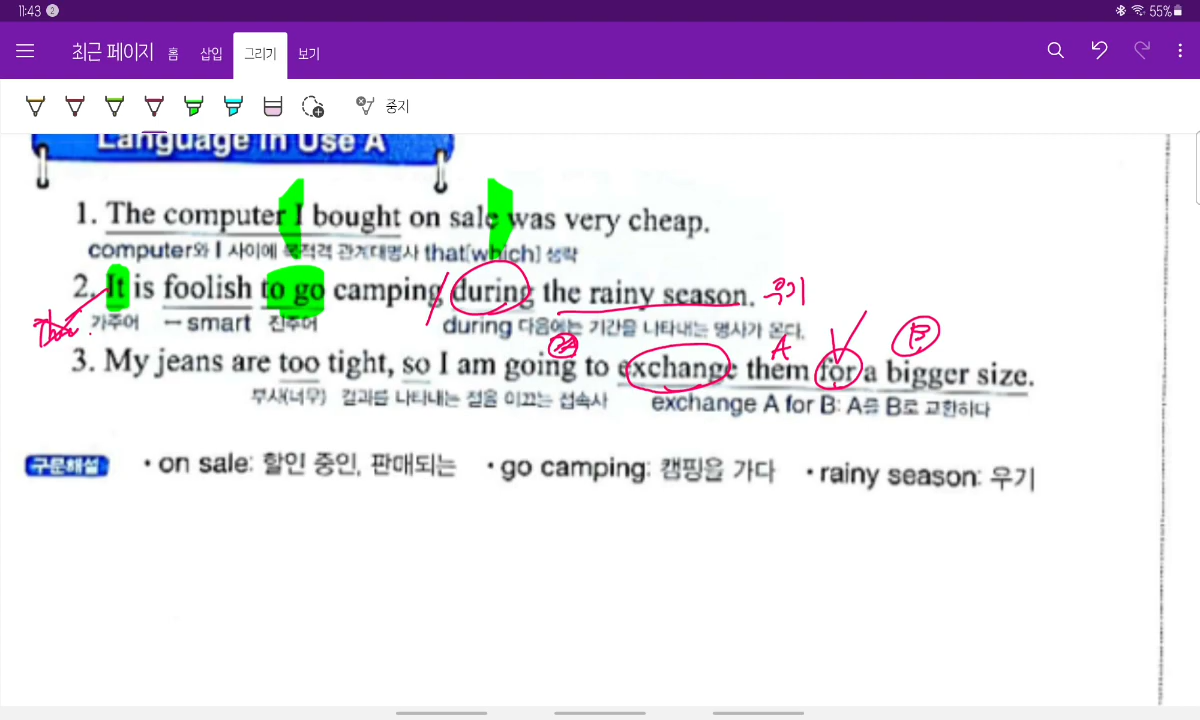 11:43 2 55%
최근 페이지 홈 삽입 그리기 보기
중지
Language in Use A
1. The computer I bought on sale was very cheap.
computer와 I 사이에 목적격 관계대명사 that[which] 생략
2. It is foolish to go camping during the rainy season. 우기
가주어 ↔ smart 진주어 during 다음에는 기간을 나타내는 명사가 온다.
A B
3. My jeans are too tight, so I am going to exchange them for a bigger size.
부사(너무) 결과를 나타내는 절을 이끄는 접속사 exchange A for B: A를 B로 교환하다
구문해설 • on sale: 할인 중인, 판매되는 • go camping: 캠핑을 가다 • rainy season: 우기